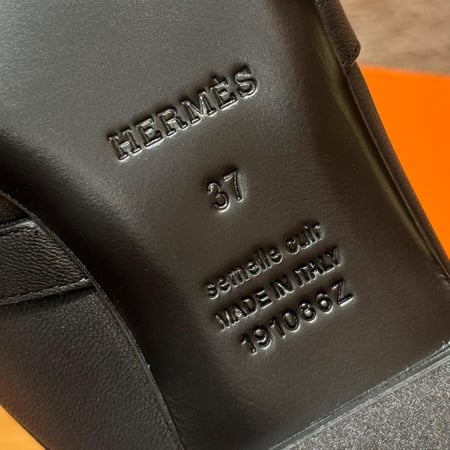 HERMÈS
37
semelle cuir
MADE IN ITALY
191086Z